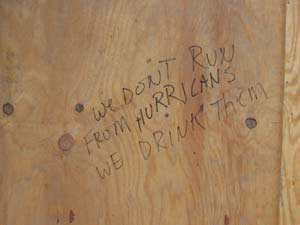 We DONT RUN
FROM HURRICANS
WE DRINK Them